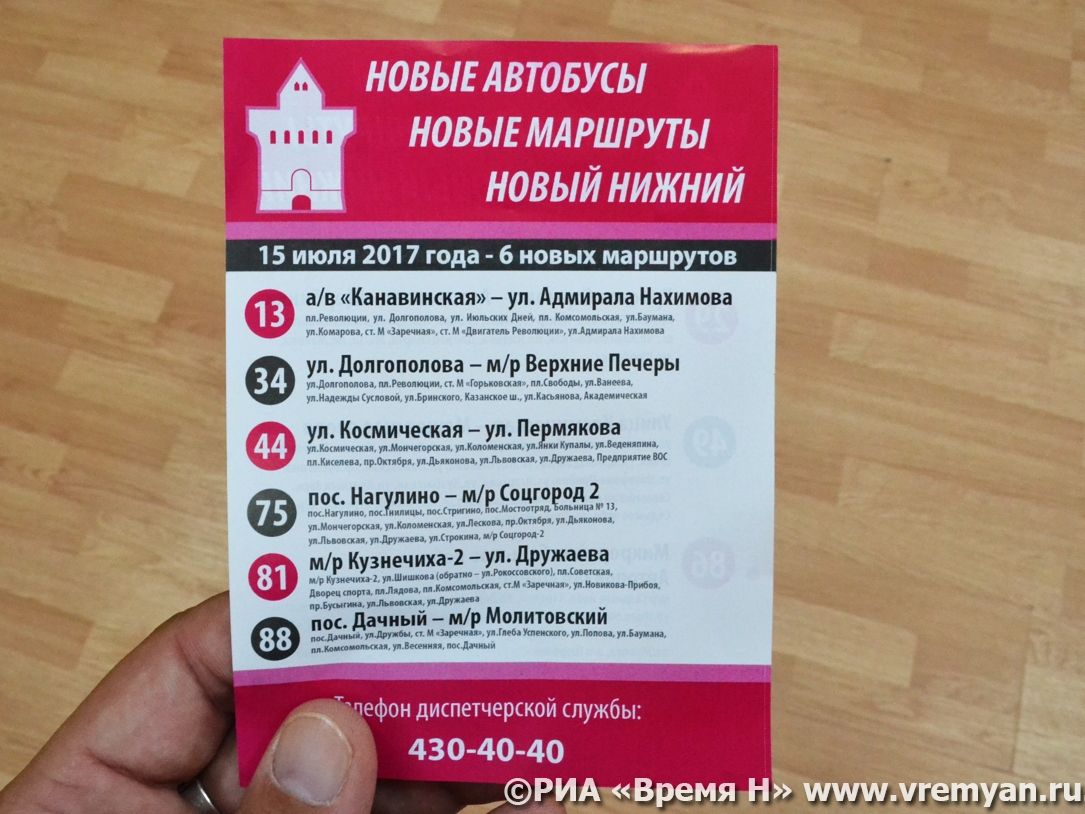 НОВЫЕ АВТОБУСЫ
НОВЫЕ МАРШРУТЫ
НОВЫЙ НИЖНИЙ
15 июля 2017 года - 6 новых маршрутов
13 а/в «Канавинская» – ул. Адмирала Нахимова
пл.Революции, ул. Долгополова, ул. Июльских Дней, пл. Комсомольская, ул.Баумана,
ул.Комарова, ст. М «Заречная», ст. М «Двигатель Революции», ул.Адмирала Нахимова
34 ул. Долгополова – м/р Верхние Печеры
ул.Долгополова, пл.Революции, ст. М «Горьковская», пл.Свободы, ул.Ванеева,
ул.Надежды Сусловой, ул.Бринского, Казанское ш., ул.Касьянова, Академическая
44 ул. Космическая – ул. Пермякова
ул.Космическая, ул.Мончегорская, ул.Коломенская, ул.Янки Купалы, ул.Веденяпина,
пл.Киселева, пр.Октября, ул.Дьяконова, ул.Львовская, ул.Дружаева, Предприятие ВОС
75 пос. Нагулино – м/р Соцгород 2
пос.Нагулино, пос.Гнилицы, пос.Стригино, пос.Мостоотряд, Больница № 13,
ул.Мончегорская, ул.Коломенская, ул.Лескова, пр.Октября, ул.Дьяконова,
ул.Львовская, ул.Дружаева, ул.Строкина, м/р Соцгород-2
81 м/р Кузнечиха-2 – ул. Дружаева
м/р Кузнечиха-2, ул.Шишкова (обратно – ул.Рокоссовского), пл.Советская,
Дворец спорта, пл.Лядова, пл.Комсомольская, ст.М «Заречная», ул.Новикова-Прибоя,
пр.Бусыгина, ул.Львовская, ул.Дружаева
88 пос. Дачный – м/р Молитовский
пос.Дачный, ул.Дружбы, ст. М «Заречная», ул.Глеба Успенского, ул.Попова, ул.Баумана,
пл.Комсомольская, ул.Весенняя, пос.Дачный
Телефон диспетчерской службы:
430-40-40
©РИА «Время Н» www.vremyan.ru